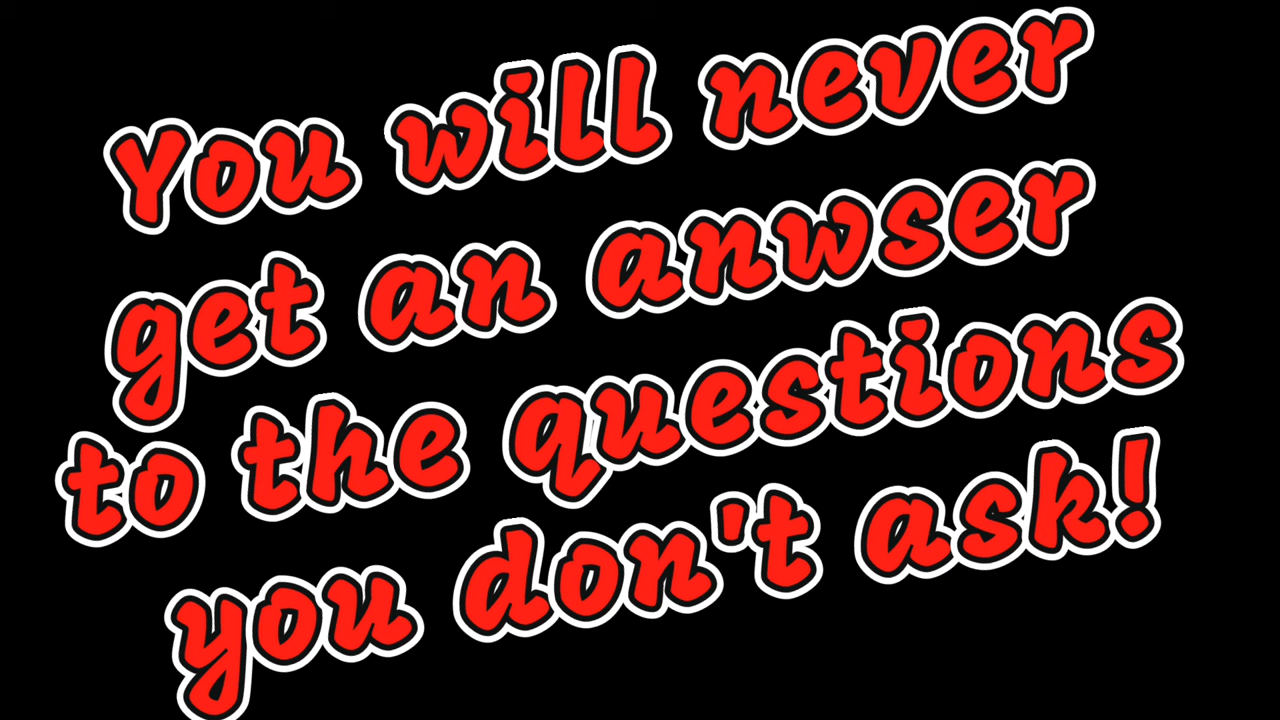 You will never
get an anwser
to the questions
you don't ask!